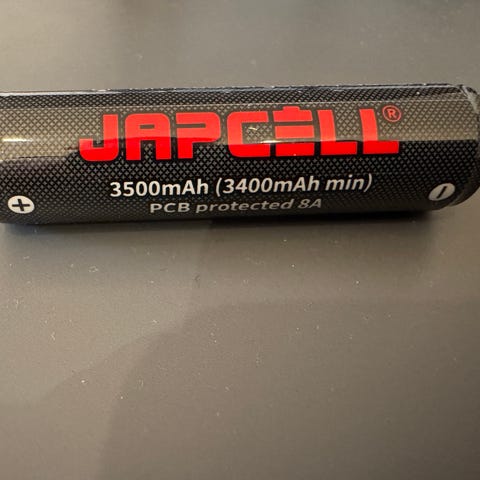 JAPCELL®
3500mAh (3400mAh min)
PCB protected 8A